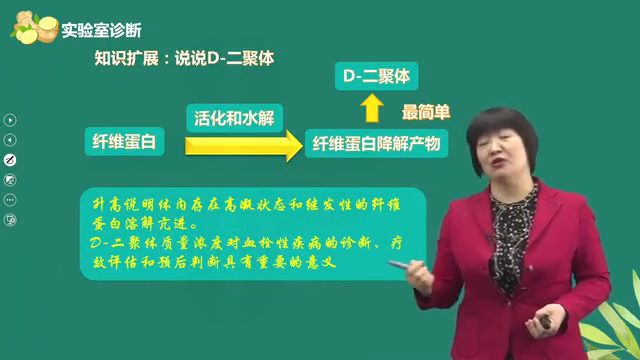 实验室诊断
知识扩展：说说D-二聚体
D-二聚体
活化和水解
最简单
纤维蛋白
纤维蛋白降解产物
升高说明体内存在高凝状态和继发性的纤维
蛋白溶解亢进。
D-二聚体质量浓度对血栓性疾病的诊断、疗
效评估和预后判断具有重要的意义